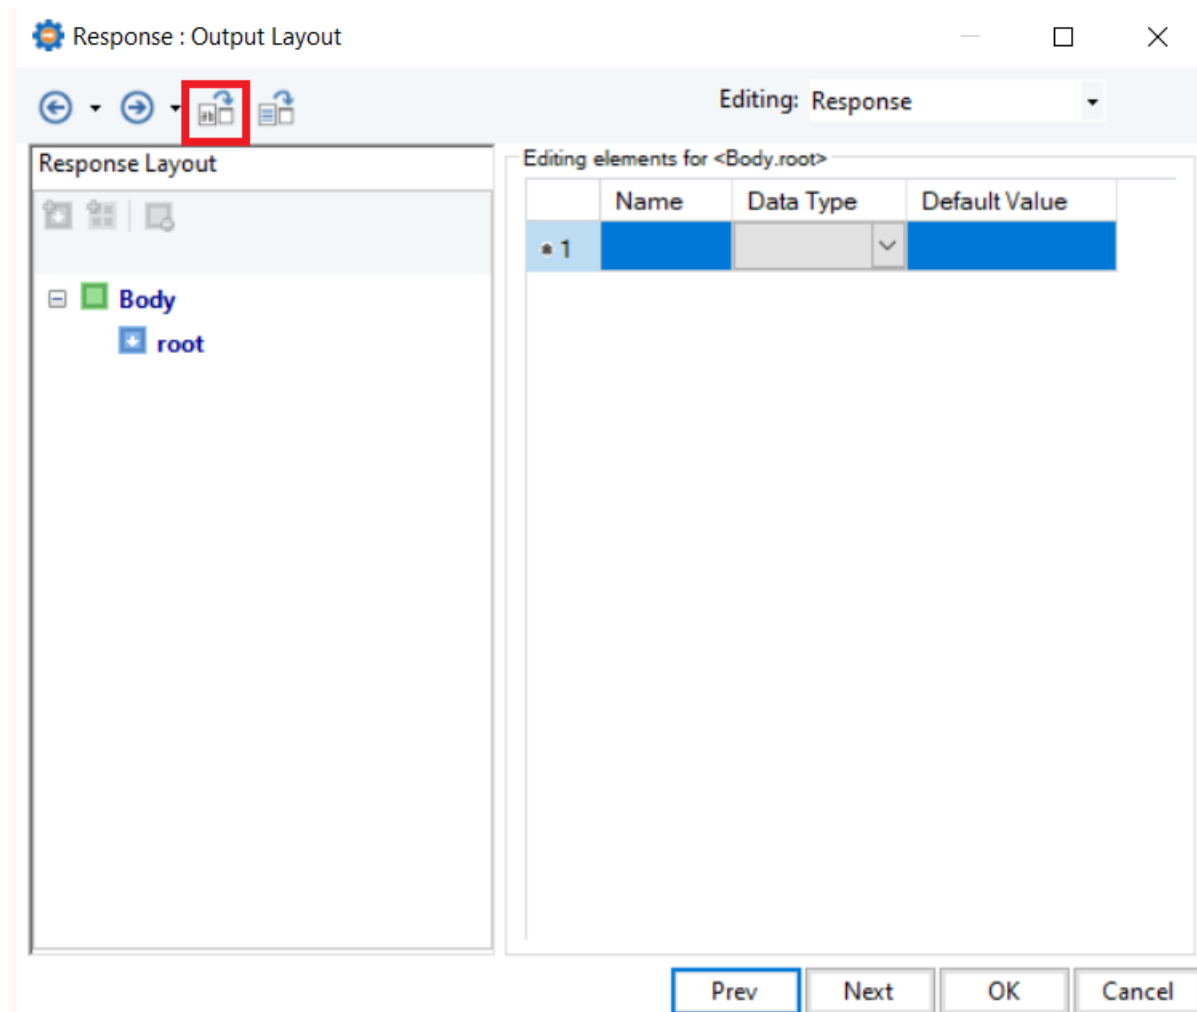 Response : Output Layout
ab
Editing: Response
Response Layout
Editing elements for <Body.root>
Name Data Type Default Value
1
Body
root
Prev Next OK Cancel